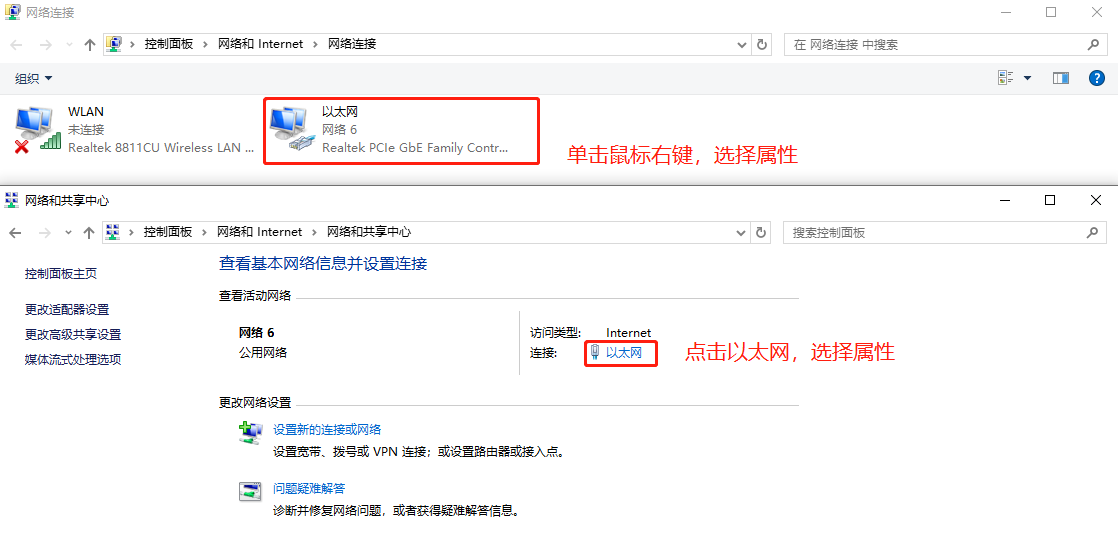 网络连接
控制面板 网络和 Internet 网络连接
在 网络连接 中搜索
组织
WLAN
未连接
Realtek 8811CU Wireless LAN ...
以太网
网络 6
Realtek PCIe GbE Family Contr...
单击鼠标右键，选择属性
网络和共享中心
控制面板 网络和 Internet 网络和共享中心
搜索控制面板
控制面板主页
更改适配器设置
更改高级共享设置
媒体流式处理选项
查看基本网络信息并设置连接
查看活动网络
网络 6
公用网络
访问类型: Internet
连接: 以太网
点击以太网，选择属性
更改网络设置
设置新的连接或网络
设置宽带、拨号或 VPN 连接；或设置路由器或接入点。
问题疑难解答
诊断并修复网络问题，或者获得疑难解答信息。